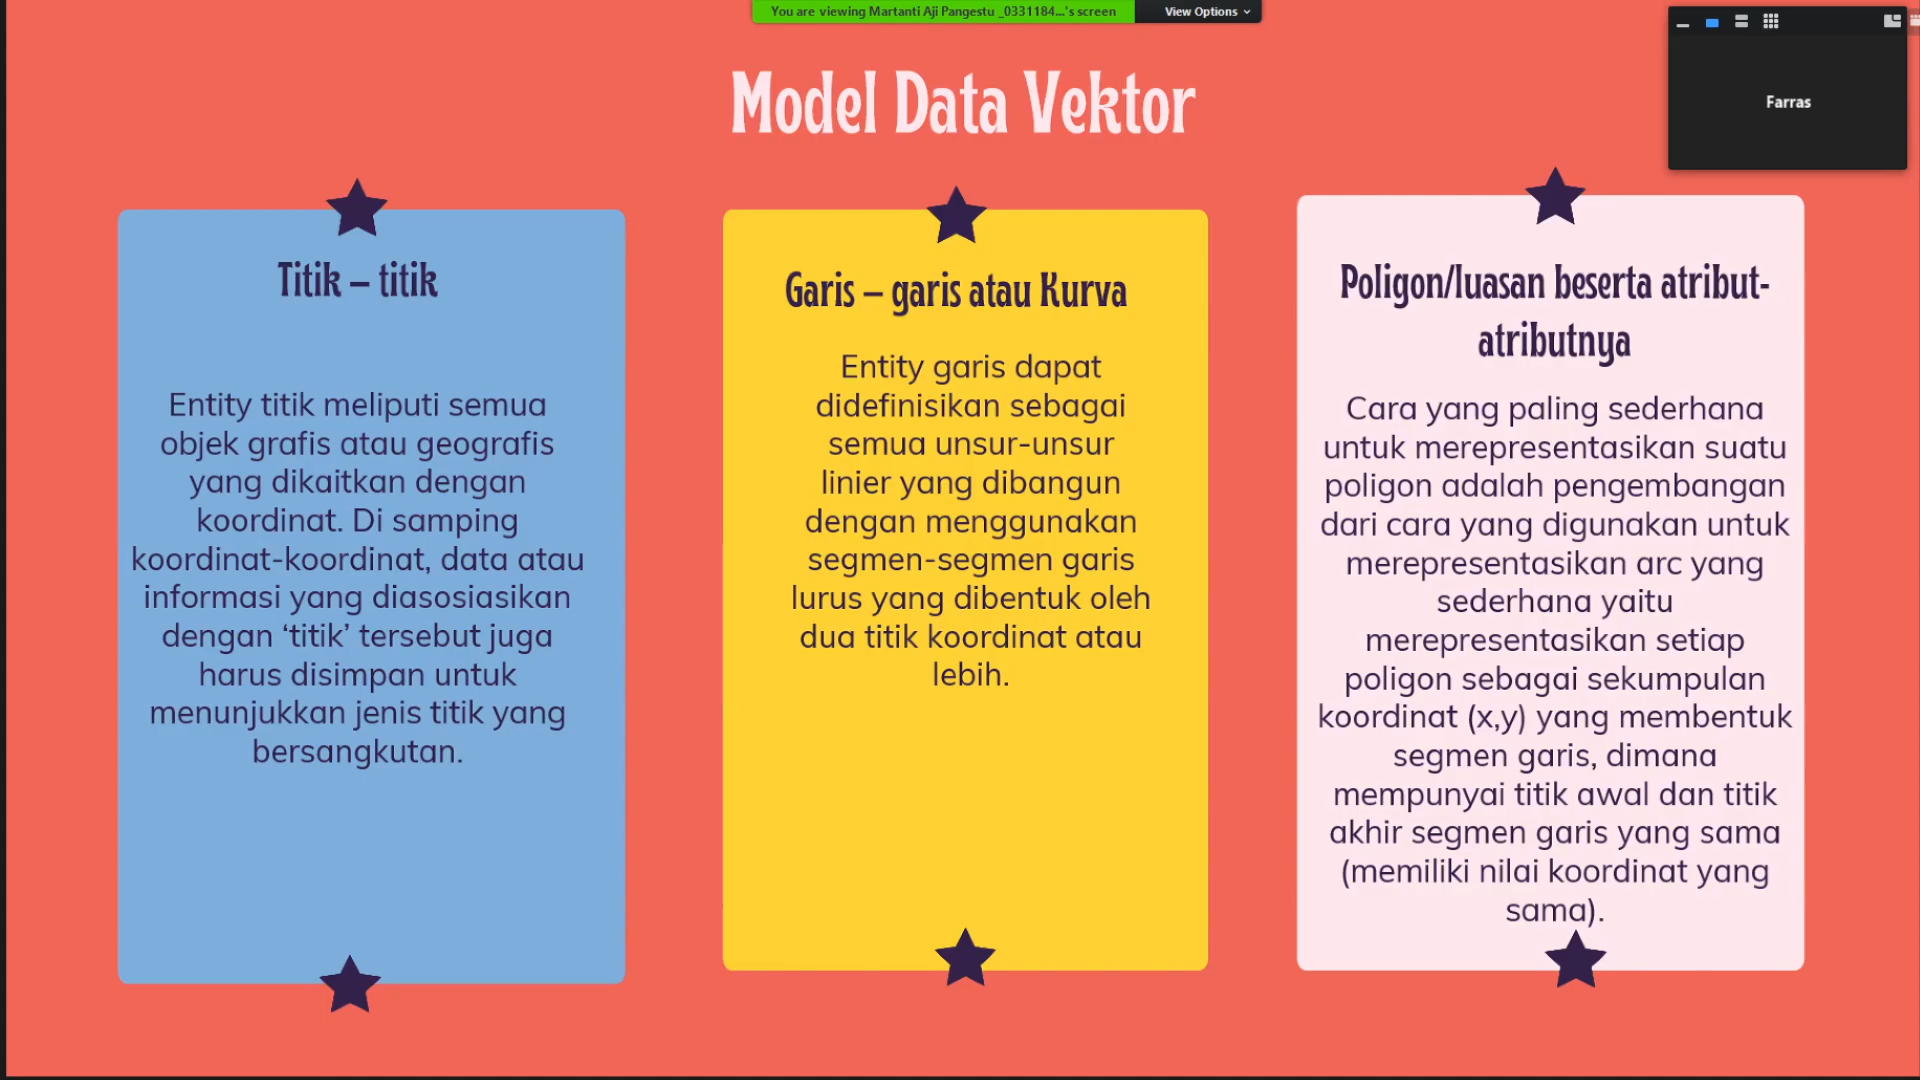 You are viewing Martanti Aji Pangestu _0331184...'s screen
View Options
Farras
Model Data Vektor
Titik – titik
Entity titik meliputi semua
objek grafis atau geografis
yang dikaitkan dengan
koordinat. Di samping
koordinat-koordinat, data atau
informasi yang diasosiasikan
dengan ‘titik’ tersebut juga
harus disimpan untuk
menunjukkan jenis titik yang
bersangkutan.
Garis – garis atau Kurva
Entity garis dapat
didefinisikan sebagai
semua unsur-unsur
linier yang dibangun
dengan menggunakan
segmen-segmen garis
lurus yang dibentuk oleh
dua titik koordinat atau
lebih.
Poligon/luasan beserta atribut-
atributnya
Cara yang paling sederhana
untuk merepresentasikan suatu
poligon adalah pengembangan
dari cara yang digunakan untuk
merepresentasikan arc yang
sederhana yaitu
merepresentasikan setiap
poligon sebagai sekumpulan
koordinat (x,y) yang membentuk
segmen garis, dimana
mempunyai titik awal dan titik
akhir segmen garis yang sama
(memiliki nilai koordinat yang
sama).